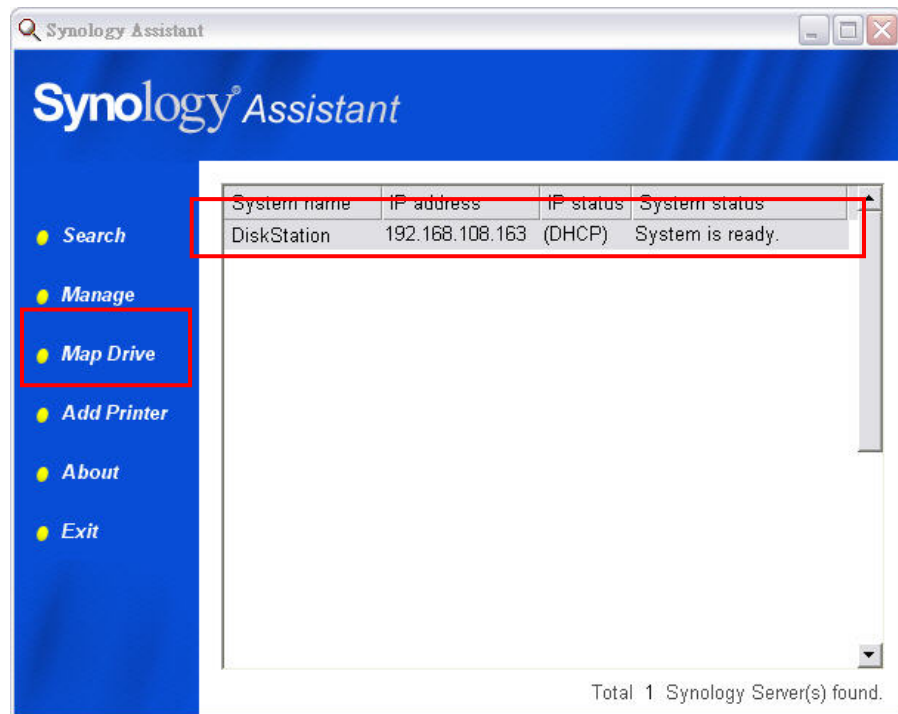 Synology Assistant
Synology® Assistant
System name IP address IP status System status
DiskStation 192.168.108.163 (DHCP) System is ready.
Search
Manage
Map Drive
Add Printer
About
Exit
Total 1 Synology Server(s) found.